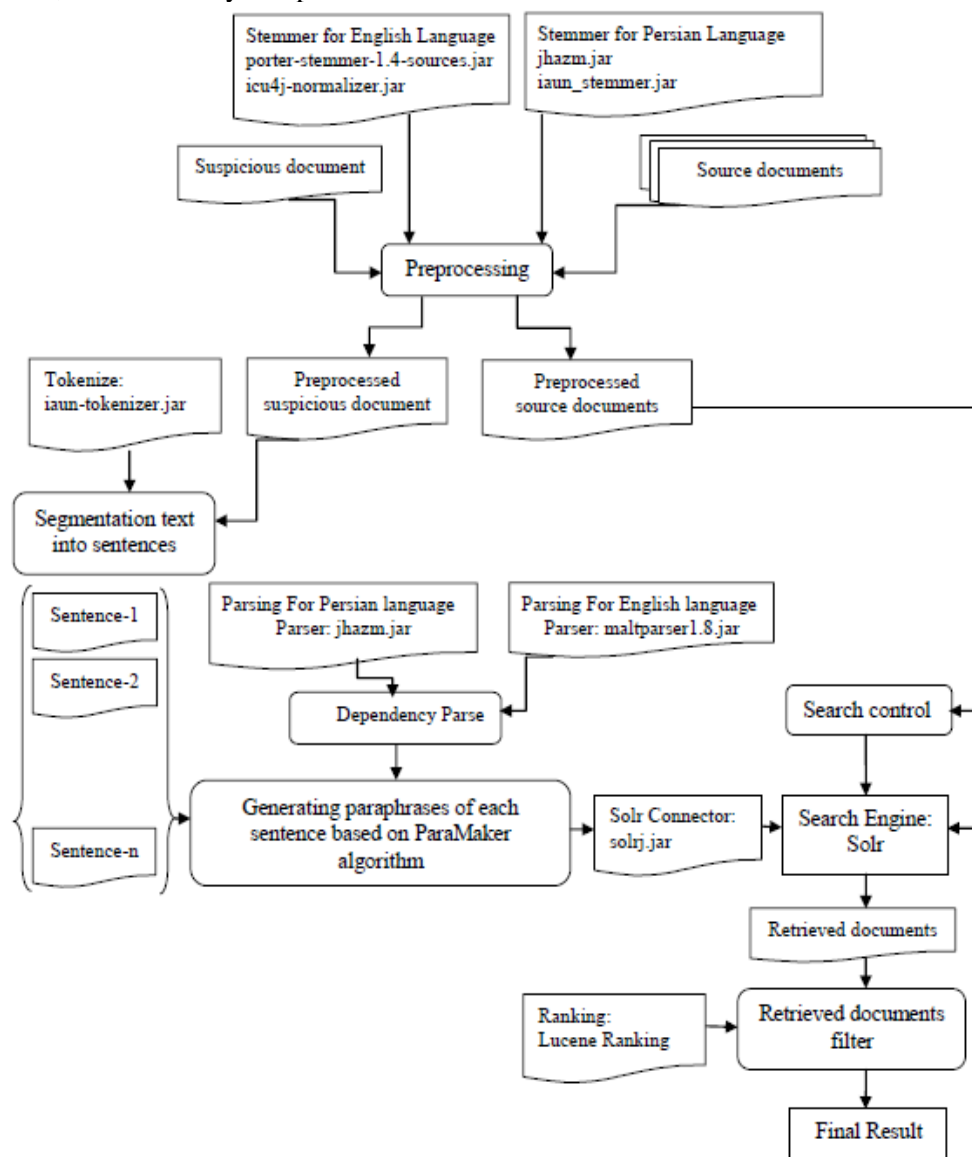 Stemmer for English Language
porter-stemmer-1.4-sources.jar
icu4j-normalizer.jar
Stemmer for Persian Language
jhazm.jar
iaun_stemmer.jar
Suspicious document
Source documents
Preprocessing
Tokenize:
iaun-tokenizer.jar
Preprocessed
suspicious document
Preprocessed
source documents
Segmentation text
into sentences
Sentence-1
Sentence-2
Sentence-n
Parsing For Persian language
Parser: jhazm.jar
Parsing For English language
Parser: maltparser1.8.jar
Dependency Parse
Search control
Generating paraphrases of each
sentence based on ParaMaker
algorithm
Solr Connector:
solrj.jar
Search Engine:
Solr
Retrieved documents
Ranking:
Lucene Ranking
Retrieved documents
filter
Final Result